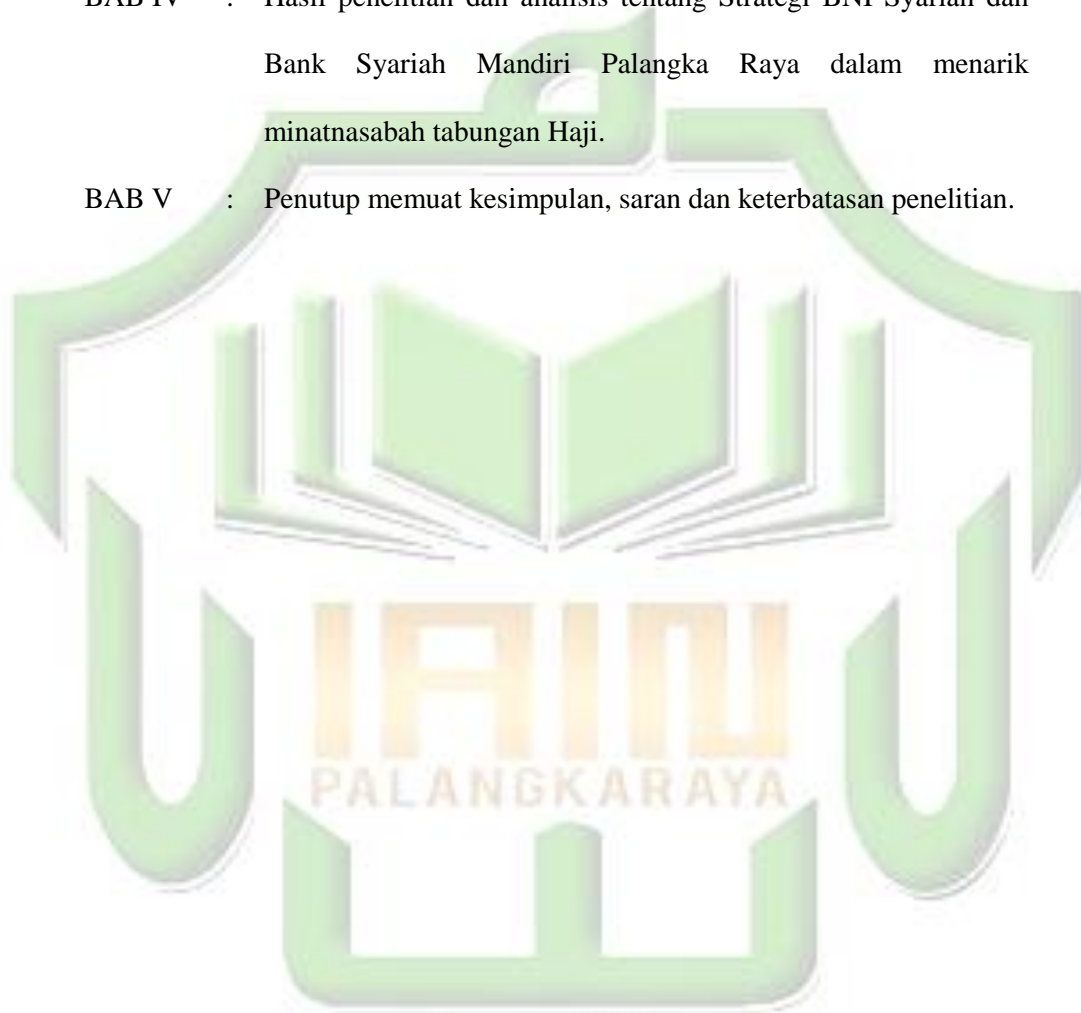 BAB IV : Hasil penelitian dan analisis tentang Strategi BNI Syariah dan
Bank Syariah Mandiri Palangka Raya dalam menarik
minatnasabah tabungan Haji.
BAB V : Penutup memuat kesimpulan, saran dan keterbatasan penelitian.
IAIN
PALANGKARAYA